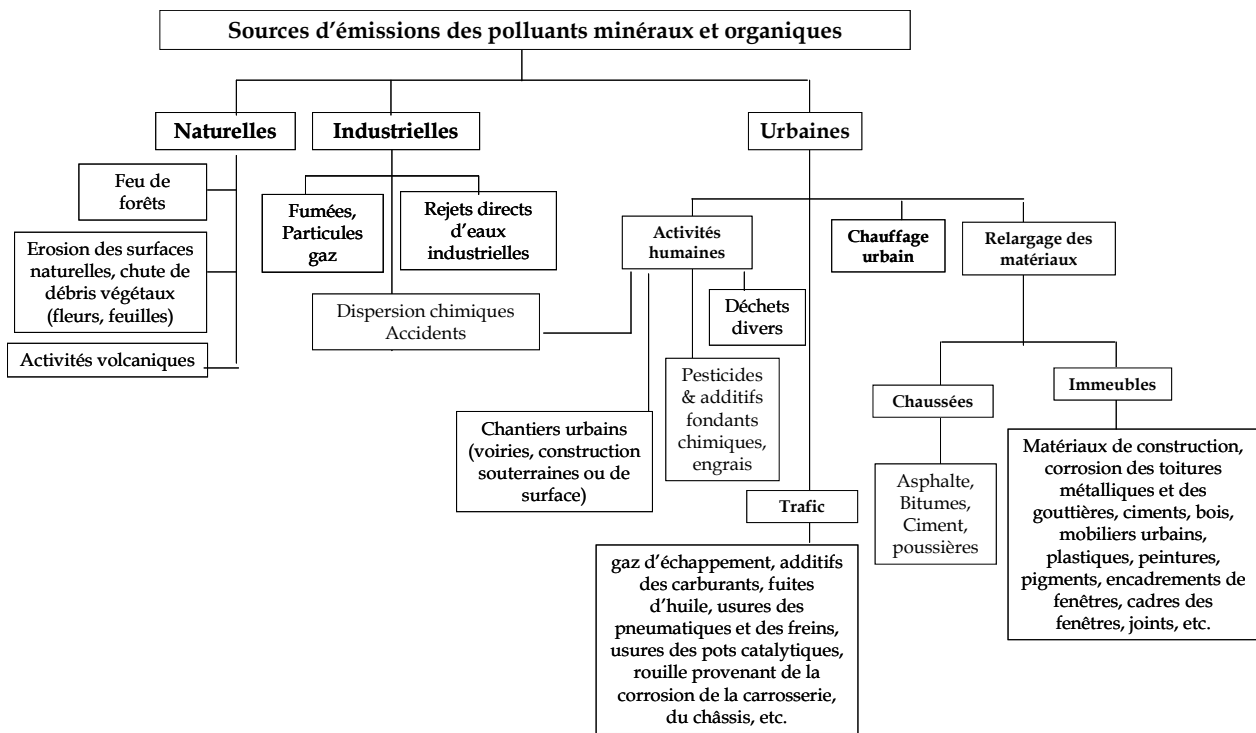 Sources d'émissions des polluants minéraux et organiques
Naturelles
Industrielles
Urbaines
Feu de
forêts
Erosion des surfaces
naturelles, chute de
débris végétaux
(fleurs, feuilles)
Activités volcaniques
Fumées,
Particules
gaz
Rejets directs
d'eaux
industrielles
Dispersion chimiques
Accidents
Activités
humaines
Chauffage
urbain
Relargage des
matériaux
Déchets
divers
Chantiers urbains
(voiries, construction
souterraines ou de
surface)
Pesticides
& additifs
fondants
chimiques,
engrais
Trafic
gaz d'échappement, additifs
des carburants, fuites
d'huile, usures des
pneumatiques et des freins,
usures des pots catalytiques,
rouille provenant de la
corrosion de la carrosserie,
du châssis, etc.
Chaussées
Asphalte,
Bitumes,
Ciment,
poussières
Immeubles
Matériaux de construction,
corrosion des toitures
métalliques et des
gouttières, ciments, bois,
mobiliers urbains,
plastiques, peintures,
pigments, encadrements de
fenêtres, cadres des
fenêtres, joints, etc.